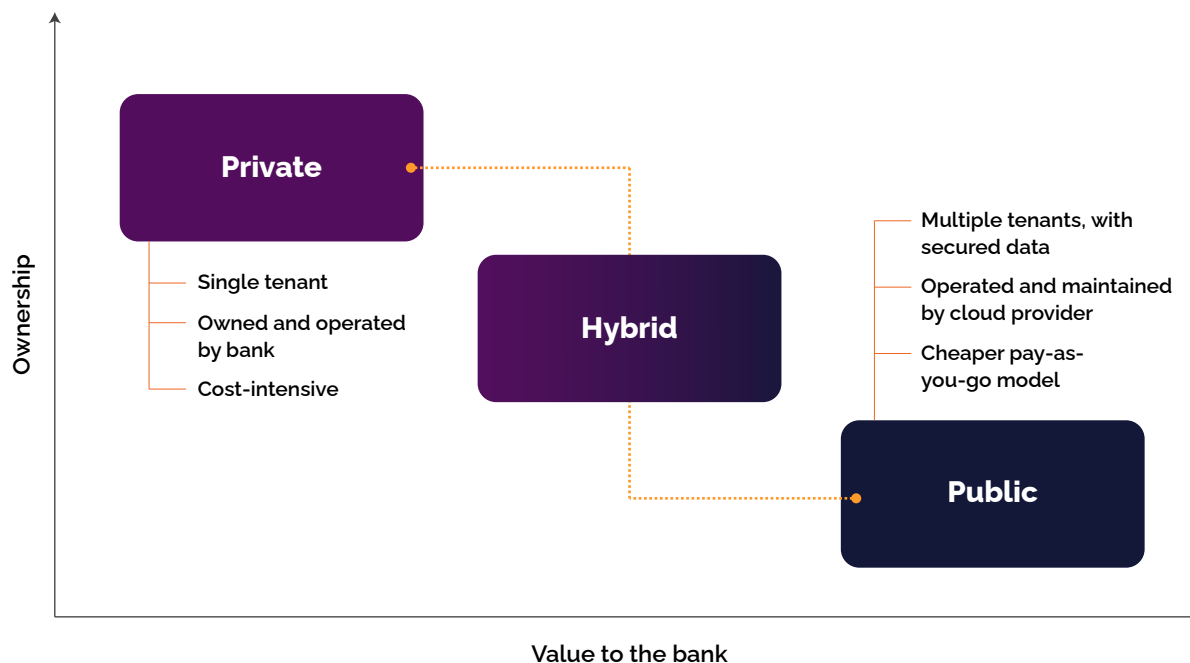 Private
Single tenant
Owned and operated
by bank
Cost-intensive
Hybrid
Multiple tenants, with
secured data
Operated and maintained
by cloud provider
Cheaper pay-as-
you-go model
Public
Ownership
Value to the bank